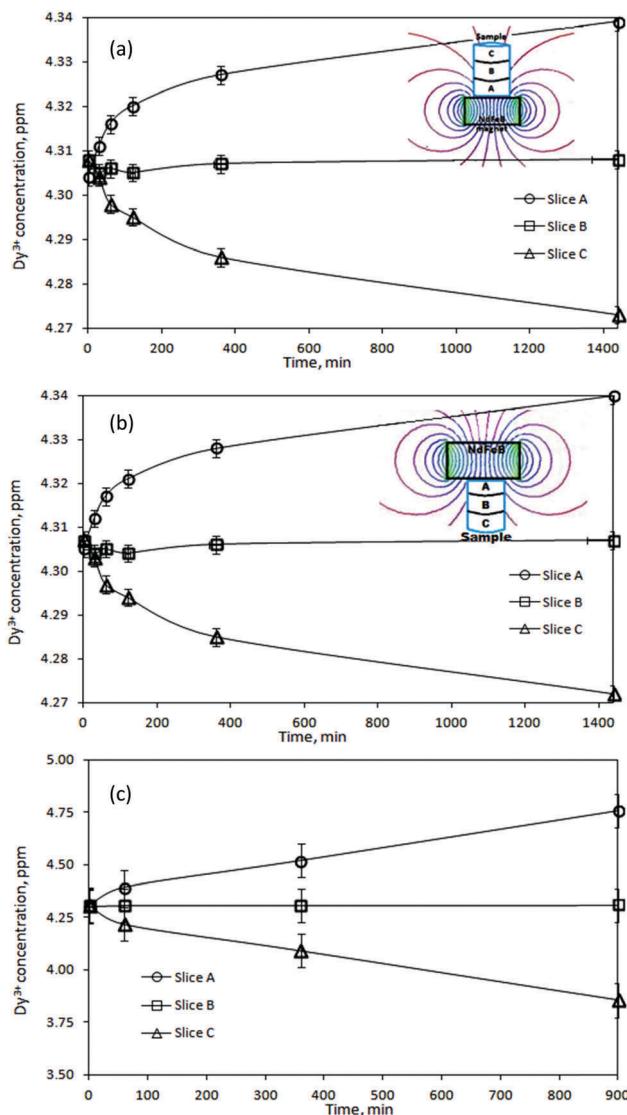 (a)
Dy³⁺ concentration, ppm
4.34
4.33
4.32
4.31
4.30
4.29
4.28
4.27
0 200 400 600 800 1000 1200 1400
Time, min
Sample
C
B
A
NdFeB
magnet
Slice A
Slice B
Slice C
(b)
Dy³⁺ concentration, ppm
4.34
4.33
4.32
4.31
4.30
4.29
4.28
4.27
0 200 400 600 800 1000 1200 1400
Time, min
NdFeB
A
B
C
Sample
Slice A
Slice B
Slice C
(c)
Dy³⁺ concentration, ppm
5.00
4.75
4.50
4.25
4.00
3.75
3.50
0 100 200 300 400 500 600 700 800 900
Time, min
Slice A
Slice B
Slice C